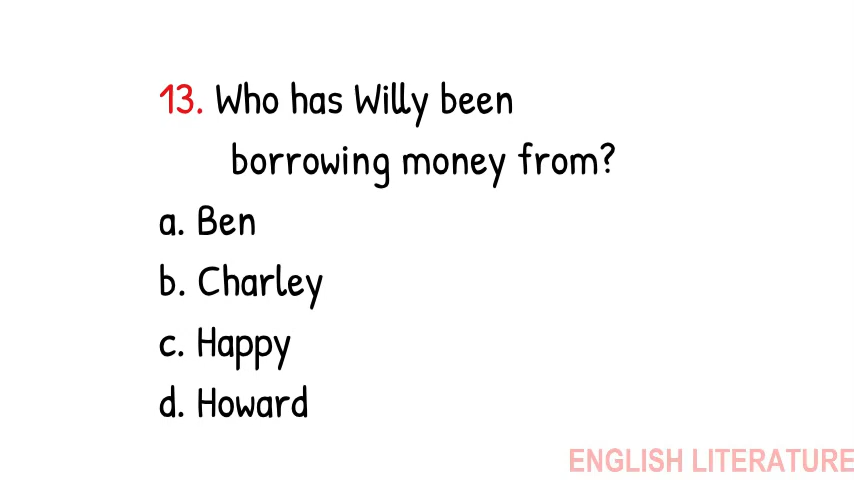 13. Who has Willy been
borrowing money from?
a. Ben
b. Charley
c. Happy
d. Howard
ENGLISH LITERATURE